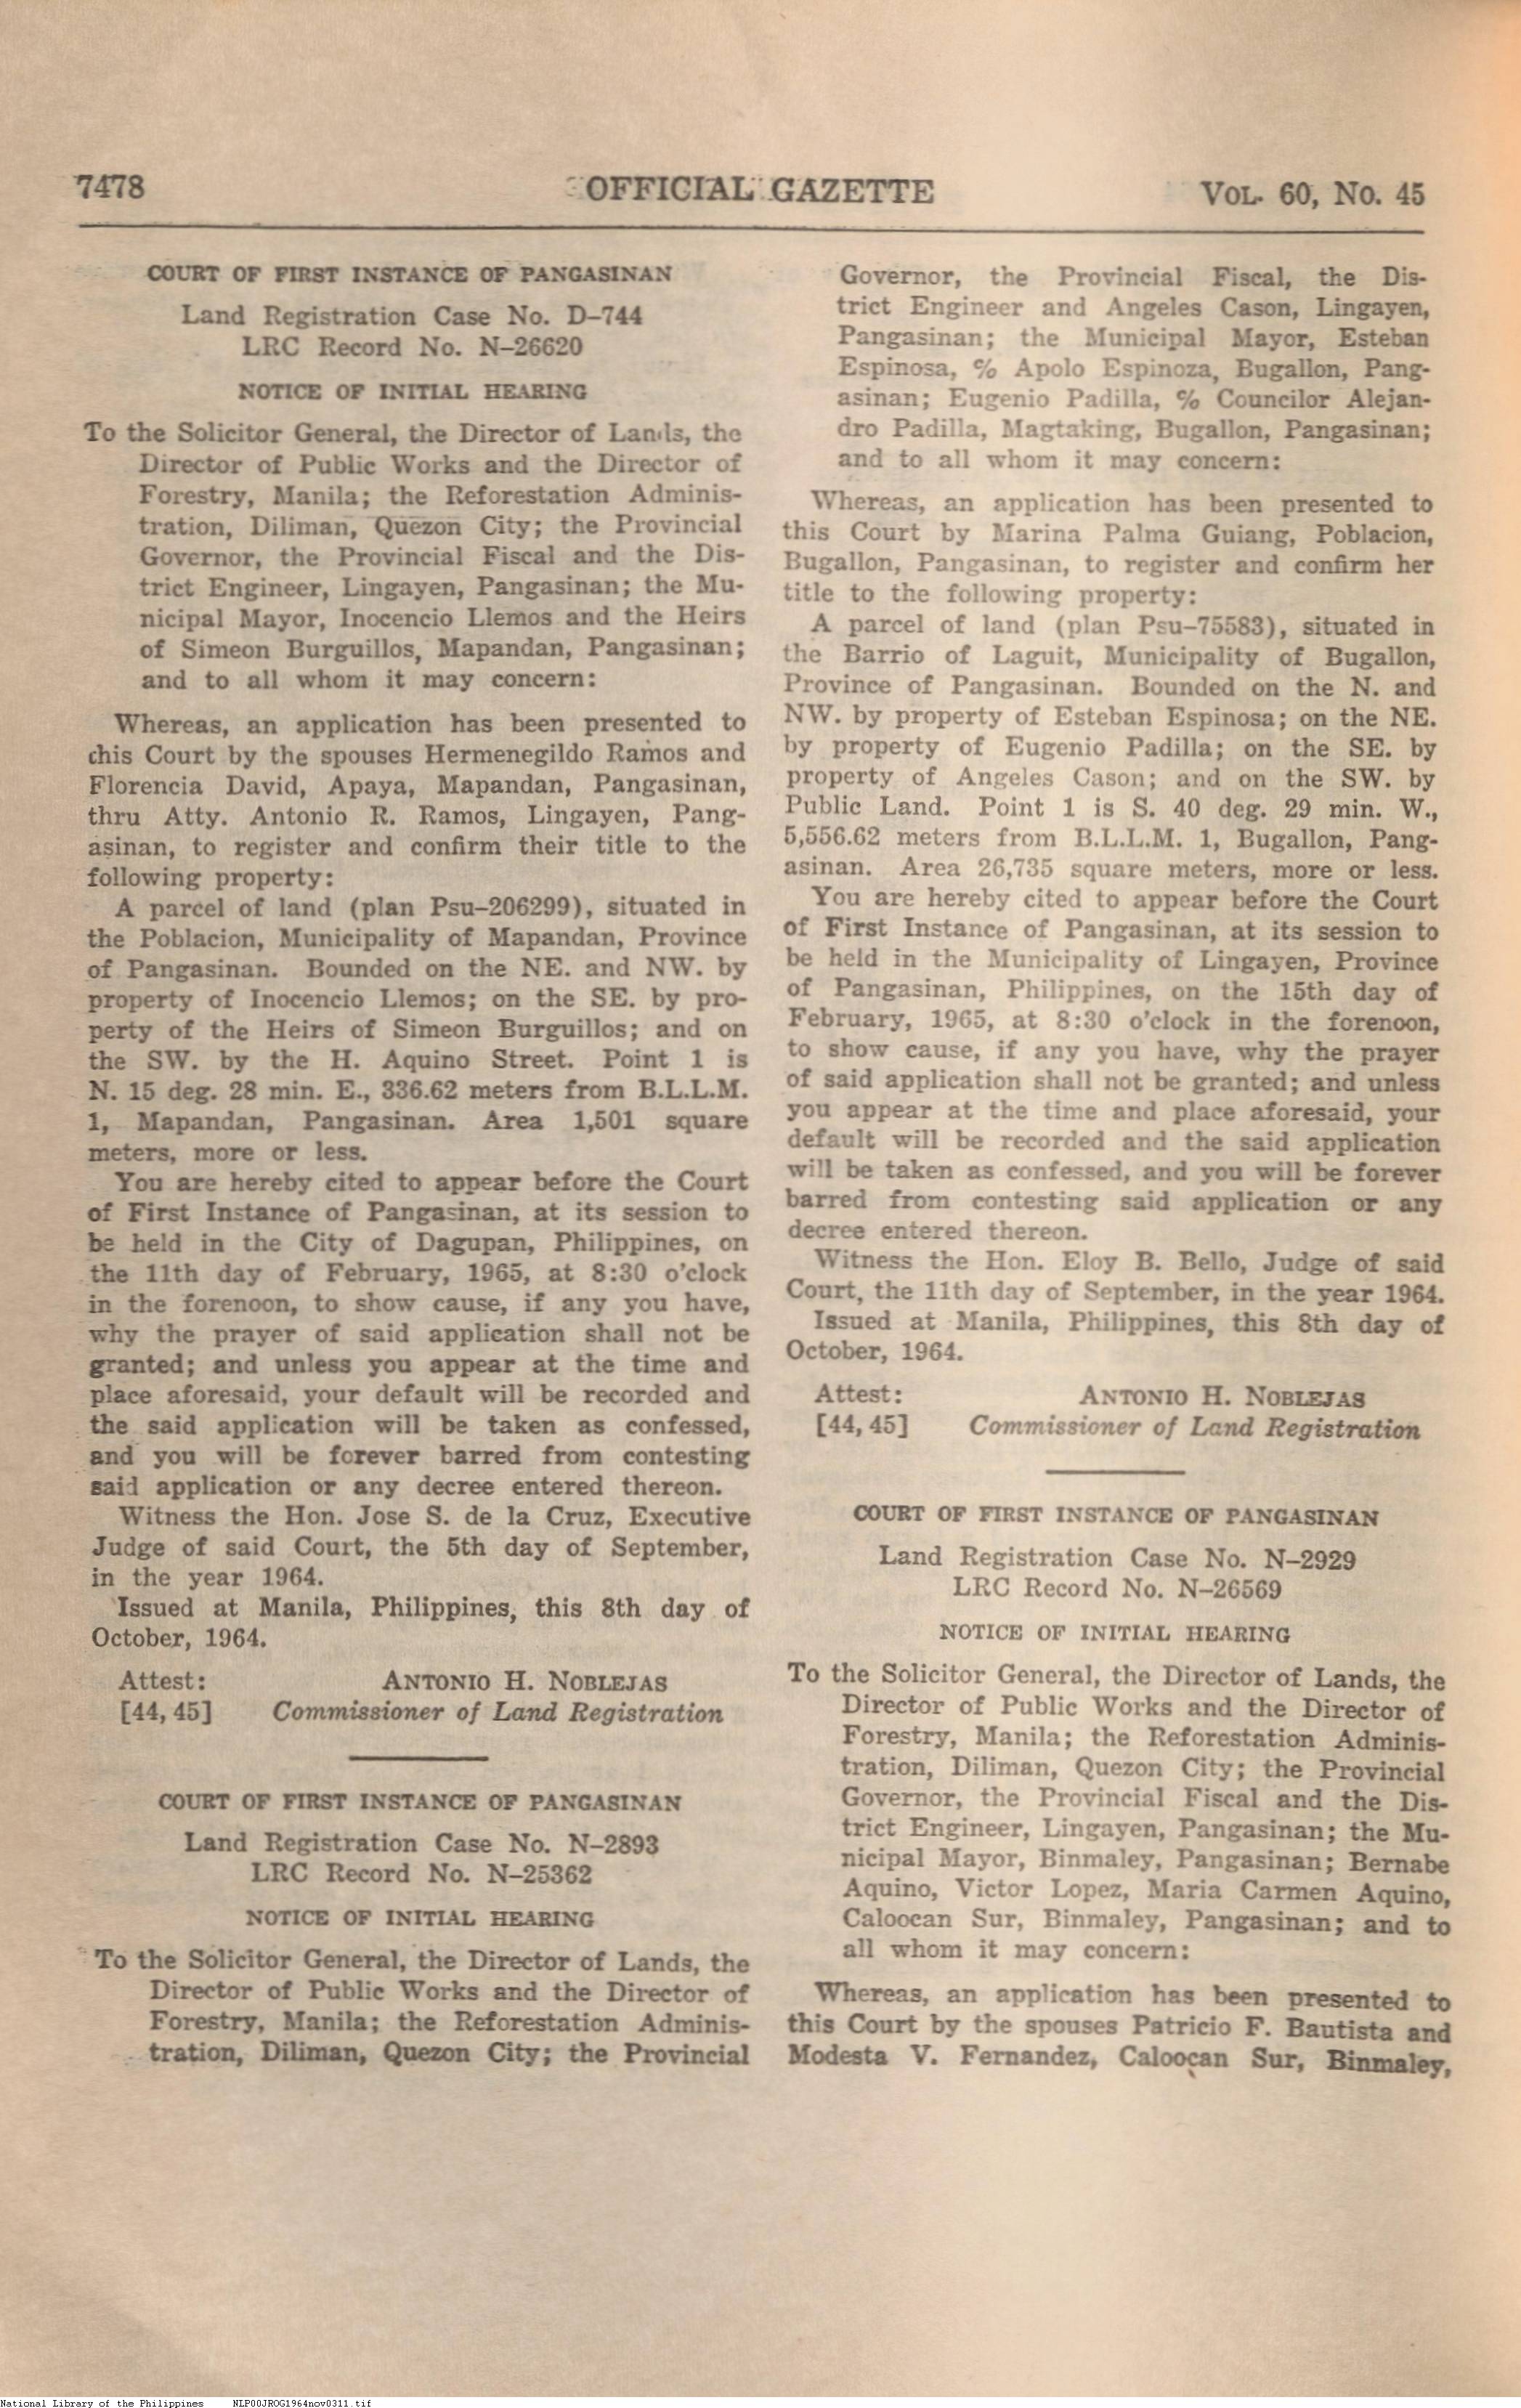 7478
OFFICIAL GAZETTE
VOL. 60, No. 45
COURT OF FIRST INSTANCE OF PANGASINAN
Land Registration Case No. D–744
LRC Record No. N–26620
NOTICE OF INITIAL HEARING
To the Solicitor General, the Director of Lands, the
Director of Public Works and the Director of
Forestry, Manila; the Reforestation Adminis-
tration, Diliman, Quezon City; the Provincial
Governor, the Provincial Fiscal and the Dis-
trict Engineer, Lingayen, Pangasinan; the Mu-
nicipal Mayor, Inocencio Llemos and the Heirs
of Simeon Burguillos, Mapandan, Pangasinan;
and to all whom it may concern:
Whereas, an application has been presented to
this Court by the spouses Hermenegildo Ramos and
Florencia David, Apaya, Mapandan, Pangasinan,
thru Atty. Antonio R. Ramos, Lingayen, Pang-
asinan, to register and confirm their title to the
following property:
A parcel of land (plan Psu–206299), situated in
the Poblacion, Municipality of Mapandan, Province
of Pangasinan. Bounded on the NE. and NW. by
property of Inocencio Llemos; on the SE. by pro-
perty of the Heirs of Simeon Burguillos; and on
the SW. by the H. Aquino Street. Point 1 is
N. 15 deg. 28 min. E., 336.62 meters from B.L.L.M.
1, Mapandan, Pangasinan. Area 1,501 square
meters, more or less.
You are hereby cited to appear before the Court
of First Instance of Pangasinan, at its session to
be held in the City of Dagupan, Philippines, on
the 11th day of February, 1965, at 8:30 o'clock
in the forenoon, to show cause, if any you have,
why the prayer of said application shall not be
granted; and unless you appear at the time and
place aforesaid, your default will be recorded and
the said application will be taken as confessed,
and you will be forever barred from contesting
said application or any decree entered thereon.
Witness the Hon. Jose S. de la Cruz, Executive
Judge of said Court, the 5th day of September,
in the year 1964.
Issued at Manila, Philippines, this 8th day of
October, 1964.
Attest: ANTONIO H. NOBLEJAS
[44, 45] Commissioner of Land Registration
COURT OF FIRST INSTANCE OF PANGASINAN
Land Registration Case No. N–2893
LRC Record No. N–25362
NOTICE OF INITIAL HEARING
To the Solicitor General, the Director of Lands, the
Director of Public Works and the Director of
Forestry, Manila; the Reforestation Adminis-
tration, Diliman, Quezon City; the Provincial
Governor, the Provincial Fiscal, the Dis-
trict Engineer and Angeles Cason, Lingayen,
Pangasinan; the Municipal Mayor, Esteban
Espinosa, % Apolo Espinoza, Bugallon, Pang-
asinan; Eugenio Padilla, % Councilor Alejan-
dro Padilla, Magtaking, Bugallon, Pangasinan;
and to all whom it may concern:
Whereas, an application has been presented to
this Court by Marina Palma Guiang, Poblacion,
Bugallon, Pangasinan, to register and confirm her
title to the following property:
A parcel of land (plan Psu–75583), situated in
the Barrio of Laguit, Municipality of Bugallon,
Province of Pangasinan. Bounded on the N. and
NW. by property of Esteban Espinosa; on the NE.
by property of Eugenio Padilla; on the SE. by
property of Angeles Cason; and on the SW. by
Public Land. Point 1 is S. 40 deg. 29 min. W.,
5,556.62 meters from B.L.L.M. 1, Bugallon, Pang-
asinan. Area 26,735 square meters, more or less.
You are hereby cited to appear before the Court
of First Instance of Pangasinan, at its session to
be held in the Municipality of Lingayen, Province
of Pangasinan, Philippines, on the 15th day of
February, 1965, at 8:30 o'clock in the forenoon,
to show cause, if any you have, why the prayer
of said application shall not be granted; and unless
you appear at the time and place aforesaid, your
default will be recorded and the said application
will be taken as confessed, and you will be forever
barred from contesting said application or any
decree entered thereon.
Witness the Hon. Eloy B. Bello, Judge of said
Court, the 11th day of September, in the year 1964.
Issued at Manila, Philippines, this 8th day of
October, 1964.
Attest: ANTONIO H. NOBLEJAS
[44, 45] Commissioner of Land Registration
COURT OF FIRST INSTANCE OF PANGASINAN
Land Registration Case No. N–2929
LRC Record No. N–26569
NOTICE OF INITIAL HEARING
To the Solicitor General, the Director of Lands, the
Director of Public Works and the Director of
Forestry, Manila; the Reforestation Adminis-
tration, Diliman, Quezon City; the Provincial
Governor, the Provincial Fiscal and the Dis-
trict Engineer, Lingayen, Pangasinan; the Mu-
nicipal Mayor, Binmaley, Pangasinan; Bernabe
Aquino, Victor Lopez, Maria Carmen Aquino,
Caloocan Sur, Binmaley, Pangasinan; and to
all whom it may concern:
Whereas, an application has been presented to
this Court by the spouses Patricio F. Bautista and
Modesta V. Fernandez, Caloocan Sur, Binmaley,
National Library of the Philippines NLP00JROG1964nov0311.tif